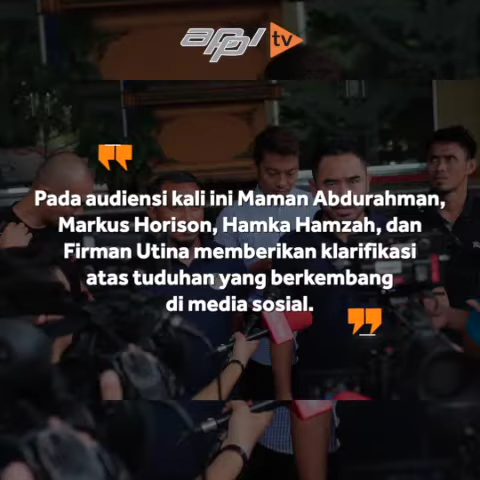 appi tv
Pada audiensi kali ini Maman Abdurahman,
Markus Horison, Hamka Hamzah, dan
Firman Utina memberikan klarifikasi
atas tuduhan yang berkembang
di media sosial.